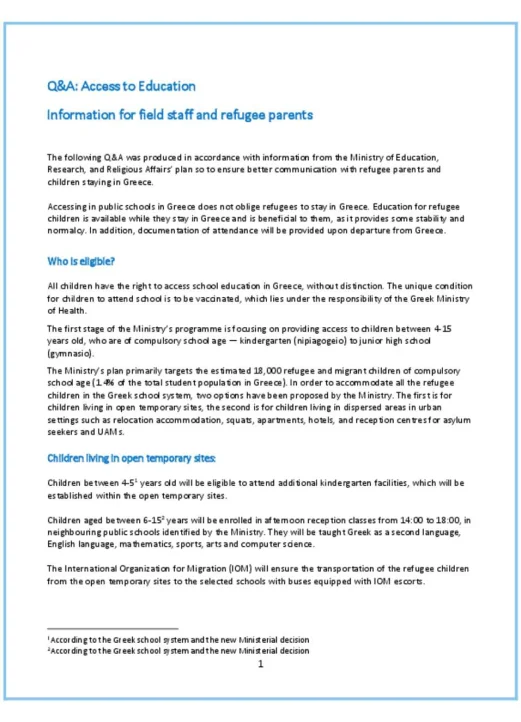 Q&A: Access to Education
Information for field staff and refugee parents
The following Q&A was produced in accordance with information from the Ministry of Education,
Research, and Religious Affairs' plan so to ensure better communication with refugee parents and
children staying in Greece.
Accessing in public schools in Greece does not oblige refugees to stay in Greece. Education for refugee
children is available while they stay in Greece and is beneficial to them, as it provides some stability and
normalcy. In addition, documentation of attendance will be provided upon departure from Greece.
Who is eligible?
All children have the right to access school education in Greece, without distinction. The unique condition
for children to attend school is to be vaccinated, which lies under the responsibility of the Greek Ministry
of Health.
The first stage of the Ministry's programme is focusing on providing access to children between 4-15
years old, who are of compulsory school age — kindergarten (nipiagogeio) to junior high school
(gymnasio).
The Ministry's plan primarily targets the estimated 18,000 refugee and migrant children of compulsory
school age (1.4% of the total student population in Greece). In order to accommodate all the refugee
children in the Greek school system, two options have been proposed by the Ministry. The first is for
children living in open temporary sites, the second is for children living in dispersed areas in urban
settings such as relocation accommodation, squats, apartments, hotels, and reception centres for asylum
seekers and UAMs.
Children living in open temporary sites:
Children between 4-5¹ years old will be eligible to attend additional kindergarten facilities, which will be
established within the open temporary sites.
Children aged between 6-15² years will be enrolled in afternoon reception classes from 14:00 to 18:00, in
neighbouring public schools identified by the Ministry. They will be taught Greek as a second language,
English language, mathematics, sports, arts and computer science.
The International Organization for Migration (IOM) will ensure the transportation of the refugee children
from the open temporary sites to the selected schools with buses equipped with IOM escorts.
¹According to the Greek school system and the new Ministerial decision
²According to the Greek school system and the new Ministerial decision
1